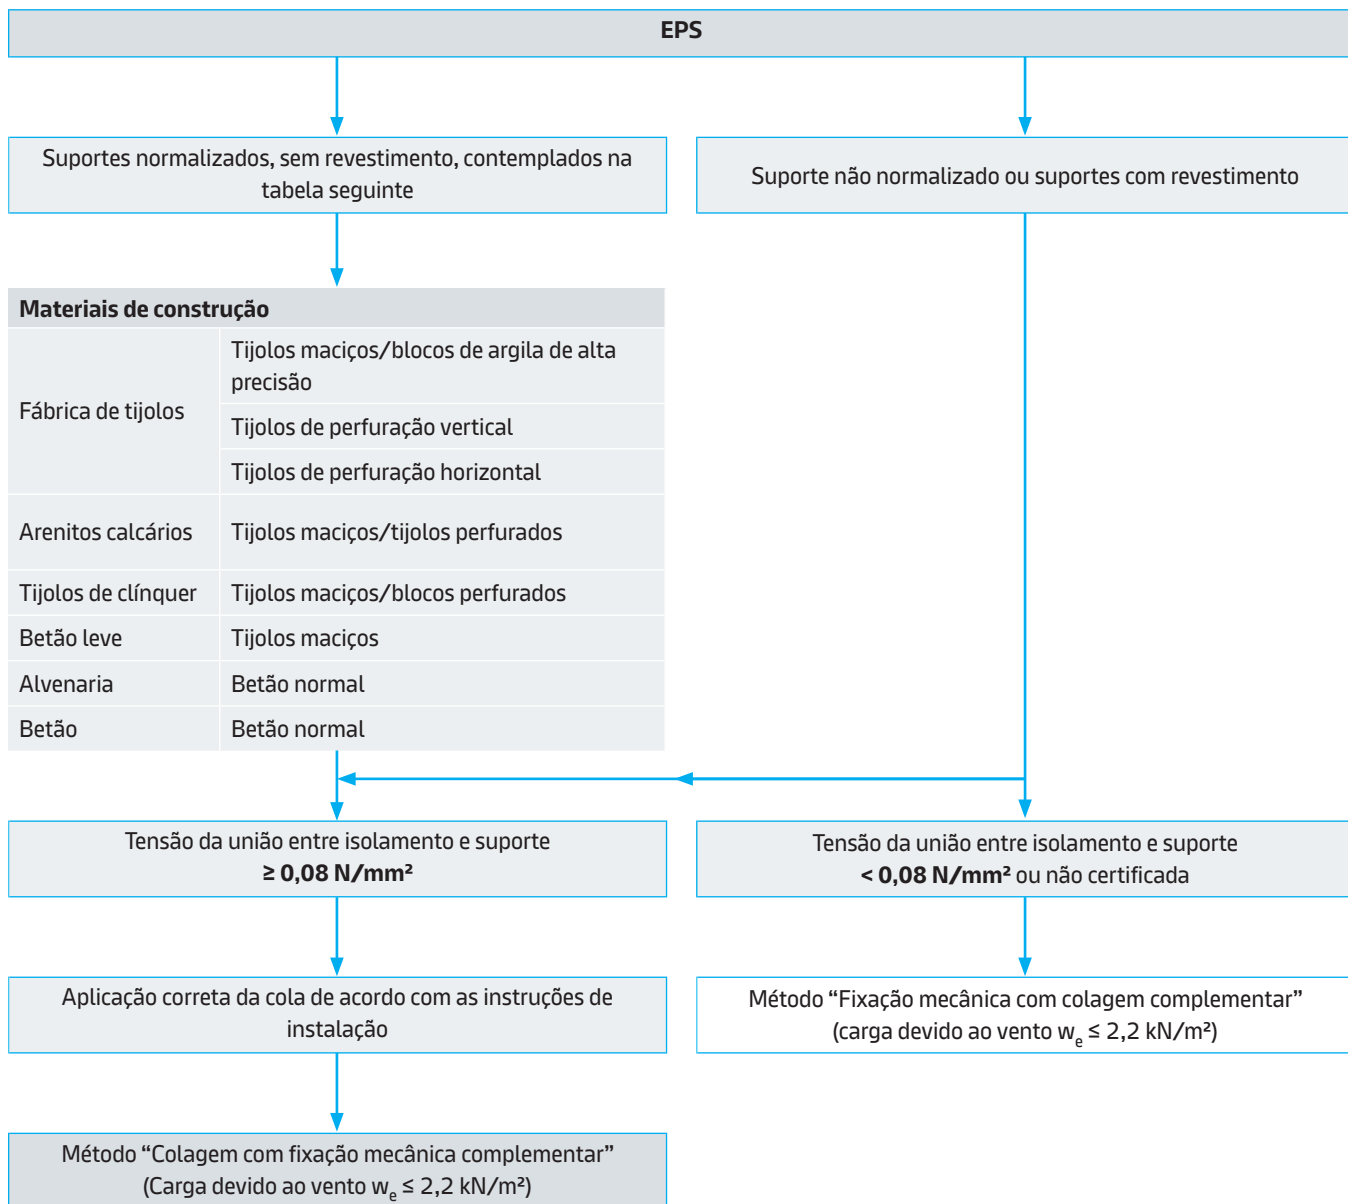 EPS
Suportes normalizados, sem revestimento, contemplados na
tabela seguinte
Suporte não normalizado ou suportes com revestimento
Materiais de construção
Fábrica de tijolos
Tijolos maciços/blocos de argila de alta
precisão
Tijolos de perfuração vertical
Tijolos de perfuração horizontal
Arenitos calcários
Tijolos maciços/tijolos perfurados
Tijolos de clínquer
Tijolos maciços/blocos perfurados
Betão leve
Tijolos maciços
Alvenaria
Betão normal
Betão
Betão normal
Tensão da união entre isolamento e suporte
≥ 0,08 N/mm²
Tensão da união entre isolamento e suporte
< 0,08 N/mm² ou não certificada
Aplicação correta da cola de acordo com as instruções de
instalação
Método “Fixação mecânica com colagem complementar”
(carga devido ao vento wₑ ≤ 2,2 kN/m²)
Método “Colagem com fixação mecânica complementar”
(Carga devido ao vento wₑ ≤ 2,2 kN/m²)